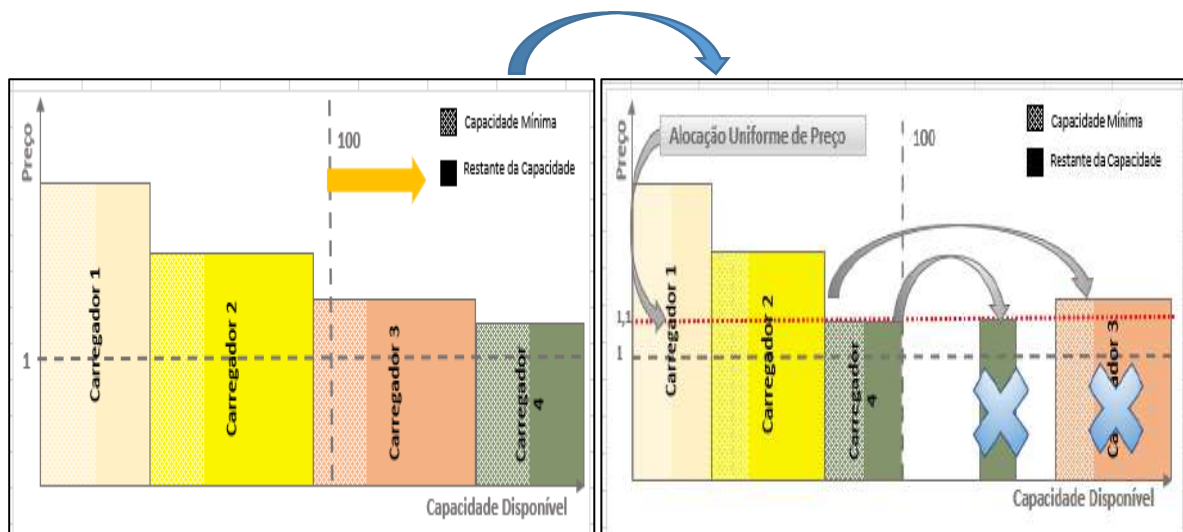 Preço
100
Capacidade Mínima
Restante da Capacidade
Carregador 1
Carregador 2
Carregador 3
Carregador
4
1
Capacidade Disponível
Preço
Alocação Uniforme de Preço
100
Capacidade Mínima
Restante da Capacidade
Carregador 1
Carregador 2
Carregador
4
1,1
1
Capacidade Disponível